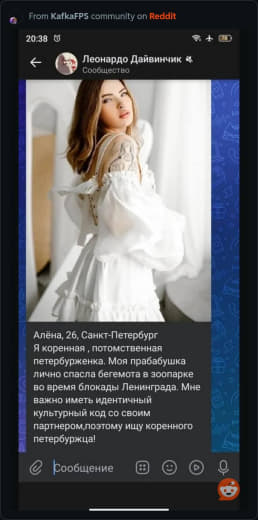 From KafkaFPS community on Reddit
20:38
Леонардо Дайвинчик
Сообщество
Алёна, 26, Санкт-Петербург
Я коренная , потомственная
петербурженка. Моя прабабушка
лично спасла бегемота в зоопарке
во время блокады Ленинграда. Мне
важно иметь идентичный
культурный код со своим
партнером,поэтому ищу коренного
петербуржца!
Сообщение